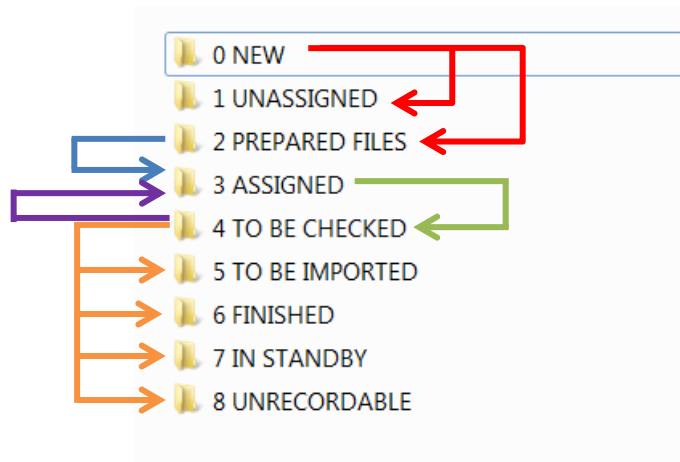 0 NEW
1 UNASSIGNED
2 PREPARED FILES
3 ASSIGNED
4 TO BE CHECKED
5 TO BE IMPORTED
6 FINISHED
7 IN STANDBY
8 UNRECORDABLE